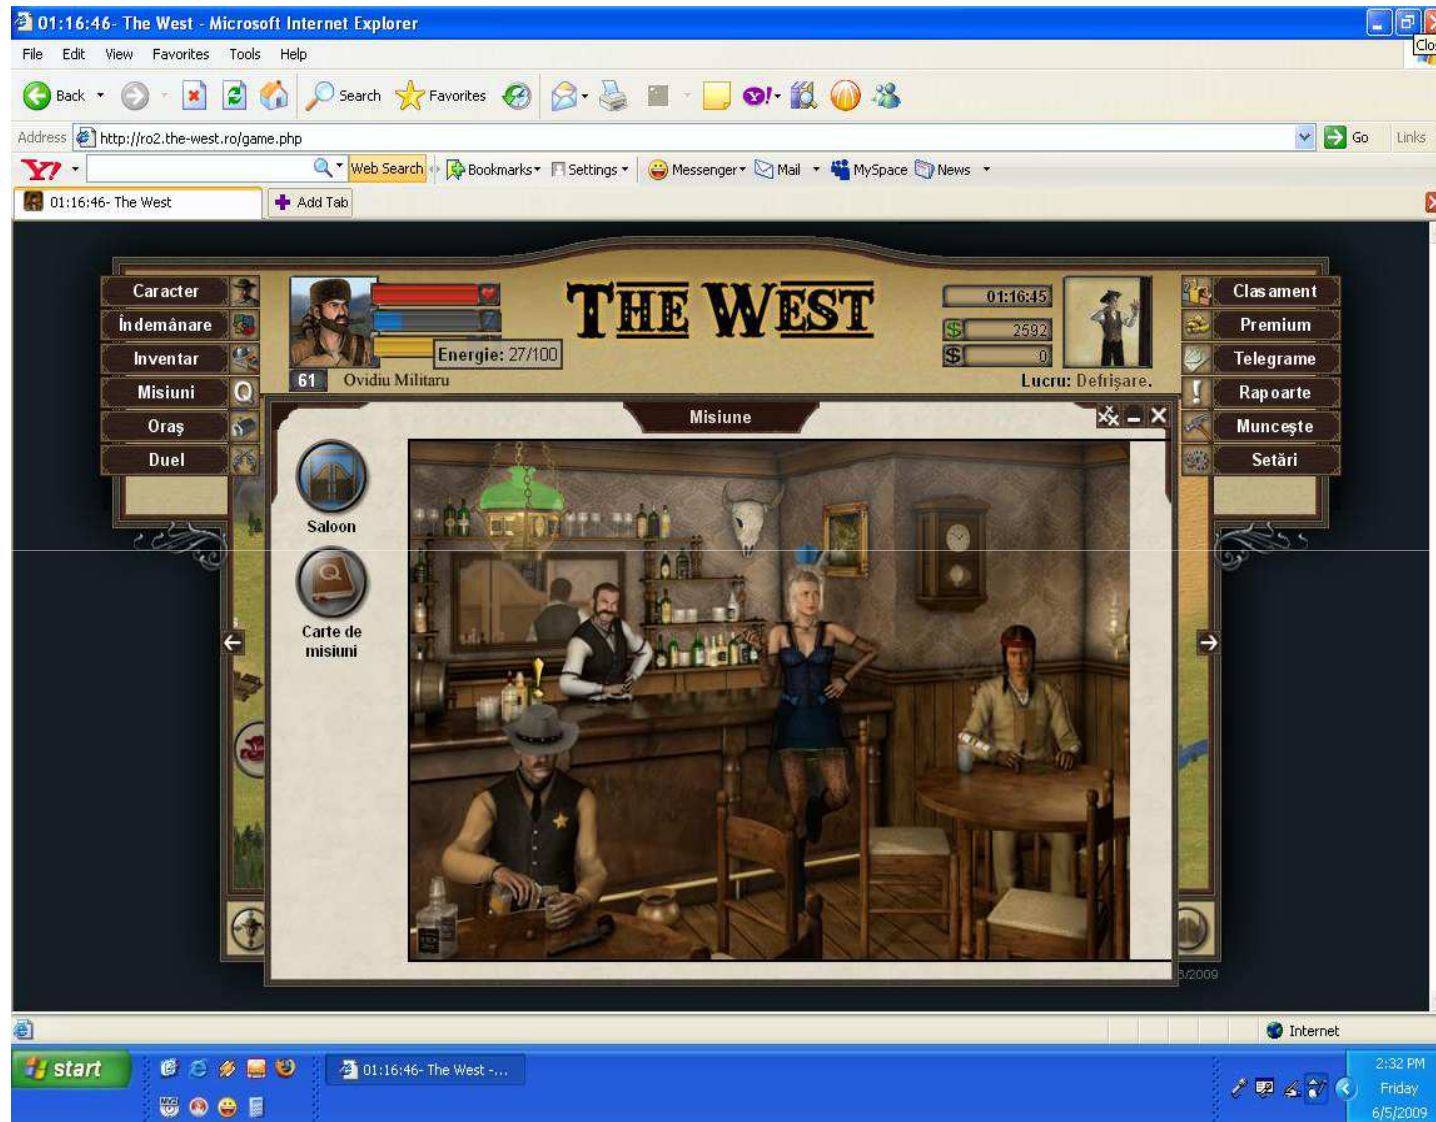 01:16:46- The West - Microsoft Internet Explorer
Clo
File Edit View Favorites Tools Help
Back Search Favorites
Address http://ro2.the-west.ro/game.php Go Links
Y! Web Search Bookmarks Settings Messenger Mail MySpace News
01:16:46- The West Add Tab
THE WEST
Caracter
Îndemânare
Inventar
Misiuni Q
Oraş
Duel
Energie: 27/100
61 Ovidiu Militaru
01:16:45
$ 2592
$ 0
Lucru: Defrişare.
Clasament
Premium
Telegrame
Rapoarte
Munceşte
Setări
Misiune
Saloon
Q
Carte de
misiuni
/2009
Internet
start 01:16:46- The West -...
2:32 PM
Friday
6/5/2009